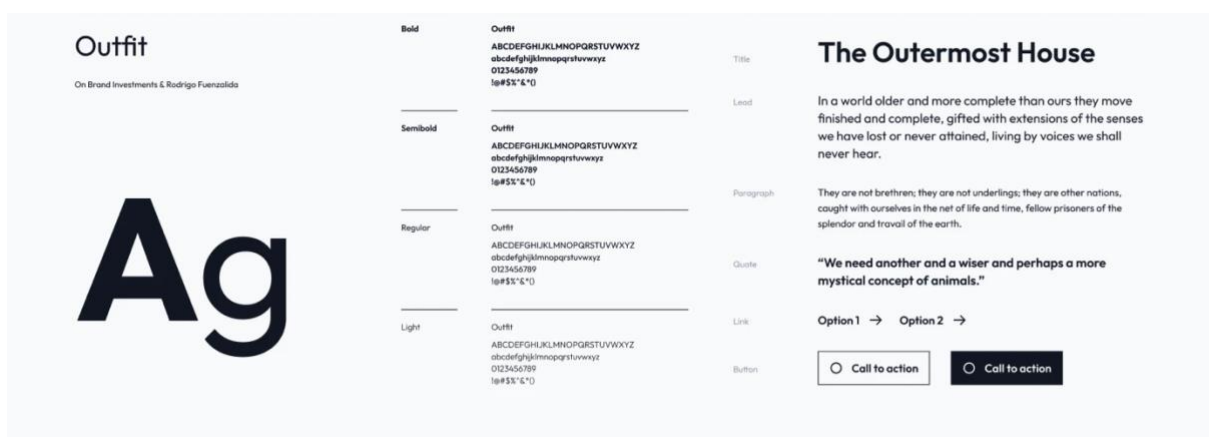 Outfit
On Brand Investments & Rodrigo Fuenzalida
Ag
Bold
Outfit
ABCDEFGHIJKLMNOPQRSTUVWXYZ
abcdefghijklmnopqrstuvwxyz
0123456789
!@#$%^&*()
Semibold
Outfit
ABCDEFGHIJKLMNOPQRSTUVWXYZ
abcdefghijklmnopqrstuvwxyz
0123456789
!@#$%^&*()
Regular
Outfit
ABCDEFGHIJKLMNOPQRSTUVWXYZ
abcdefghijklmnopqrstuvwxyz
0123456789
!@#$%^&*()
Light
Outfit
ABCDEFGHIJKLMNOPQRSTUVWXYZ
abcdefghijklmnopqrstuvwxyz
0123456789
!@#$%^&*()
Title
The Outermost House
Lead
In a world older and more complete than ours they move
finished and complete, gifted with extensions of the senses
we have lost or never attained, living by voices we shall
never hear.
Paragraph
They are not brethren; they are not underlings; they are other nations,
caught with ourselves in the net of life and time, fellow prisoners of the
splendor and travail of the earth.
Quote
“We need another and a wiser and perhaps a more
mystical concept of animals.”
Link
Option 1 → Option 2 →
Button
Call to action Call to action